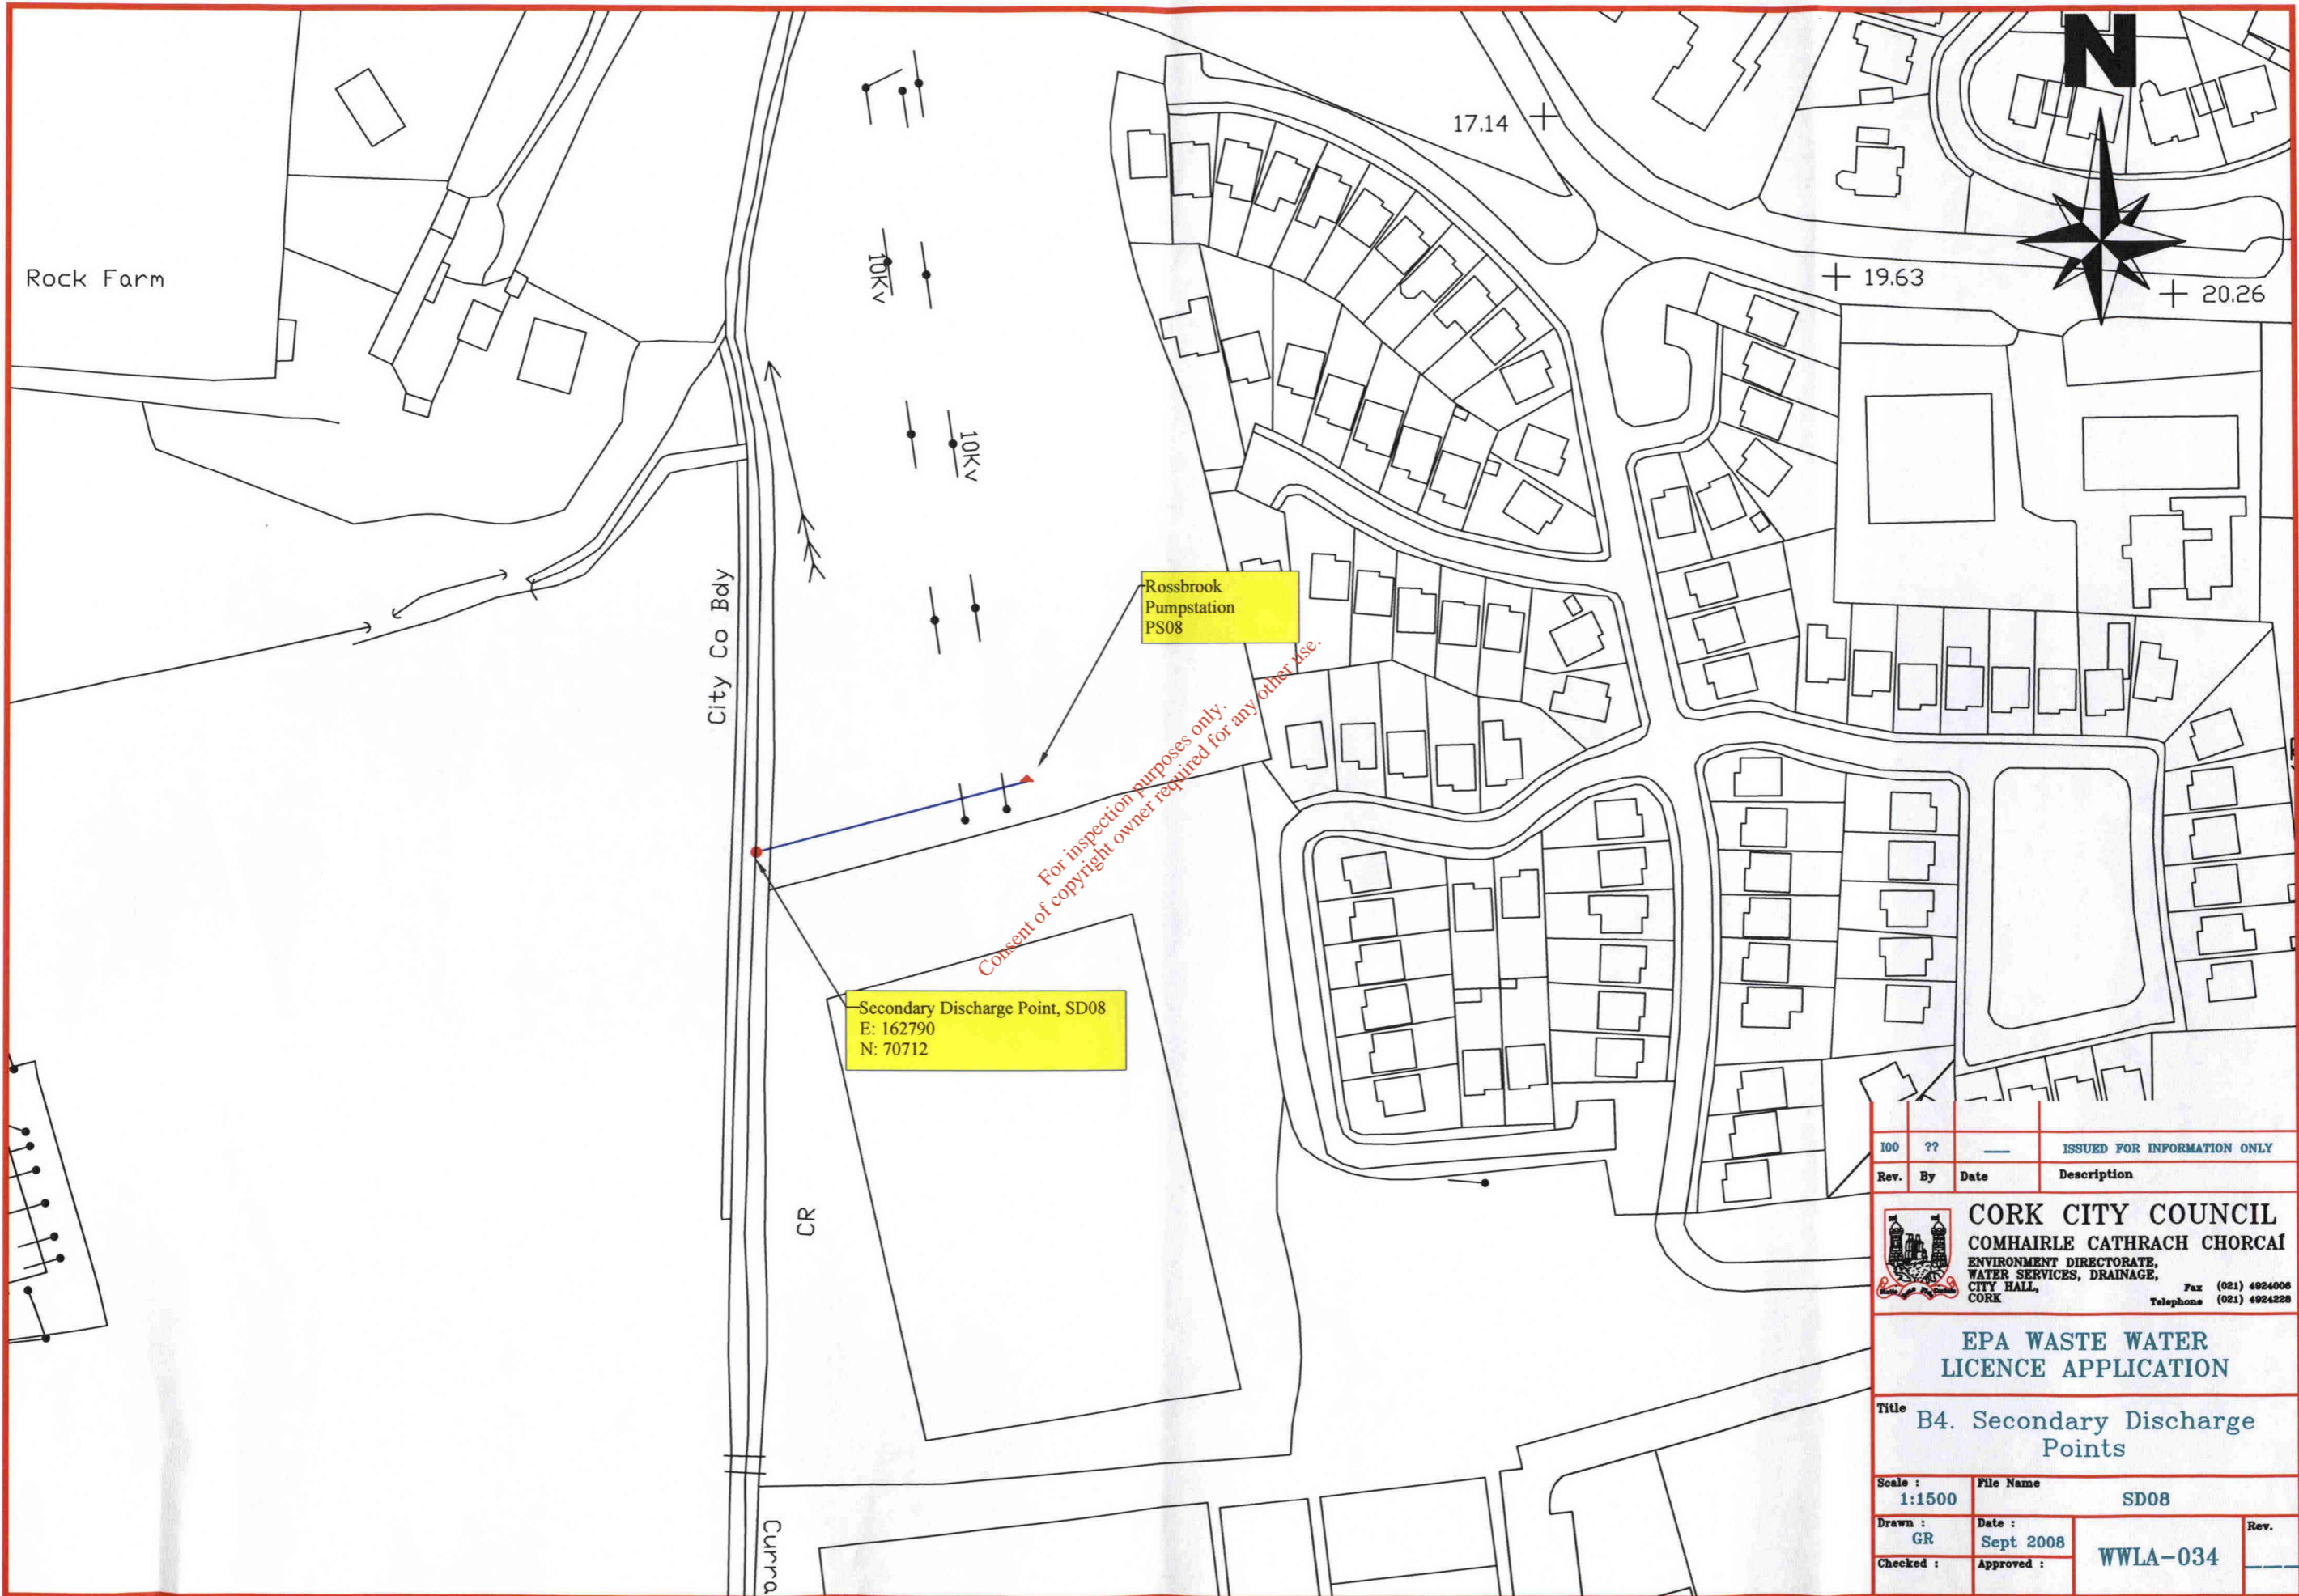 N
17.14
Rock Farm
19.63
20.26
10Kv
10Kv
City Co Bdy
Rossbrook
Pumpstation
PS08
For inspection purposes only.
Consent of copyright owner required for any other use.
Secondary Discharge Point, SD08
E: 162790
N: 70712
CR
Curra
I00 ?? ISSUED FOR INFORMATION ONLY
Rev. By Date Description
CORK CITY COUNCIL
COMHAIRLE CATHRACH CHORCAÍ
ENVIRONMENT DIRECTORATE,
WATER SERVICES, DRAINAGE,
CITY HALL,
CORK
Fax (021) 4924006
Telephone (021) 4924228
EPA WASTE WATER
LICENCE APPLICATION
Title
B4. Secondary Discharge
Points
Scale :
1:1500
File Name
SD08
Drawn :
GR
Date :
Sept 2008
WWLA-034
Rev.
Checked :
Approved :